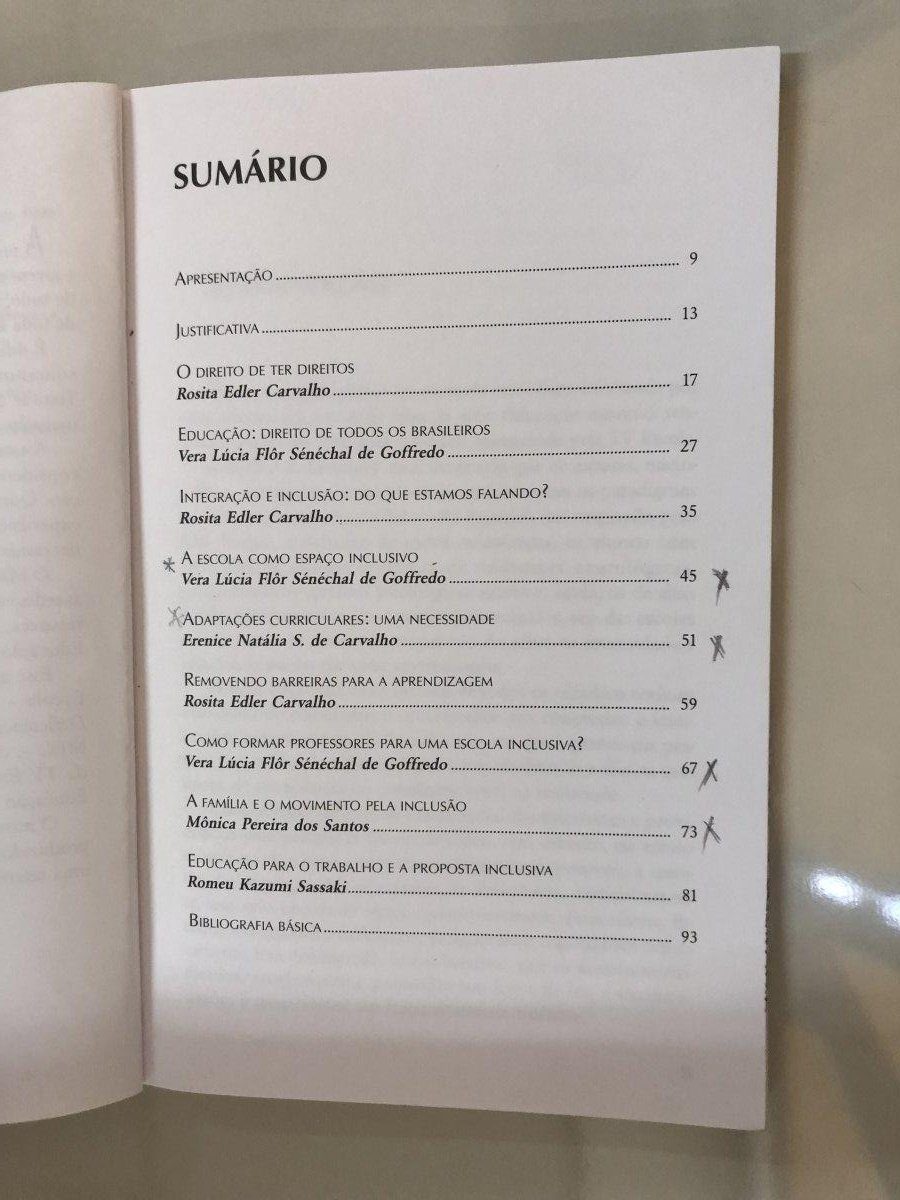 SUMÁRIO
APRESENTAÇÃO 9
JUSTIFICATIVA 13
O DIREITO DE TER DIREITOS
Rosita Edler Carvalho 17
EDUCAÇÃO: DIREITO DE TODOS OS BRASILEIROS
Vera Lúcia Flôr Sénéchal de Goffredo 27
INTEGRAÇÃO E INCLUSÃO: DO QUE ESTAMOS FALANDO?
Rosita Edler Carvalho 35
* A ESCOLA COMO ESPAÇO INCLUSIVO
Vera Lúcia Flôr Sénéchal de Goffredo 45 X
X ADAPTAÇÕES CURRICULARES: UMA NECESSIDADE
Erenice Natália S. de Carvalho 51 X
REMOVENDO BARREIRAS PARA A APRENDIZAGEM
Rosita Edler Carvalho 59
COMO FORMAR PROFESSORES PARA UMA ESCOLA INCLUSIVA?
Vera Lúcia Flôr Sénéchal de Goffredo 67 X
A FAMÍLIA E O MOVIMENTO PELA INCLUSÃO
Mônica Pereira dos Santos 73 X
EDUCAÇÃO PARA O TRABALHO E A PROPOSTA INCLUSIVA
Romeu Kazumi Sassaki 81
BIBLIOGRAFIA BÁSICA 93